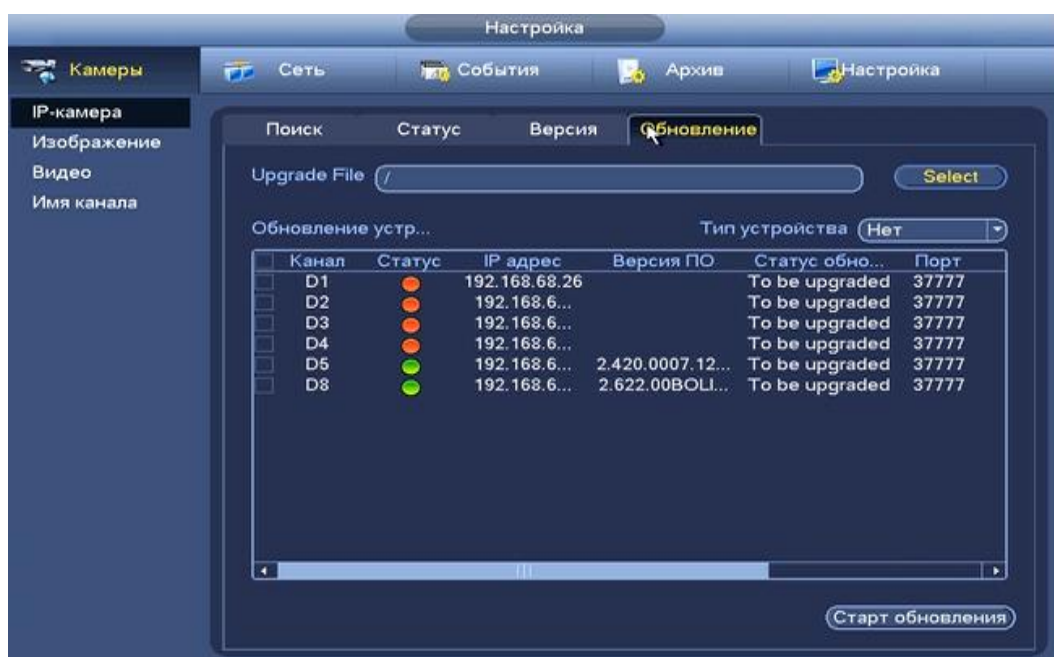 Настройка
Камеры Сеть События Архив Настройка
IP-камера
Изображение
Видео
Имя канала
Поиск Статус Версия Обновление
Upgrade File / Select
Обновление устр... Тип устройства Нет
Канал Статус IP адрес Версия ПО Статус обно... Порт
D1 192.168.68.26 To be upgraded 37777
D2 192.168.6... To be upgraded 37777
D3 192.168.6... To be upgraded 37777
D4 192.168.6... To be upgraded 37777
D5 192.168.6... 2.420.0007.12... To be upgraded 37777
D8 192.168.6... 2.622.00BOLI... To be upgraded 37777
Старт обновления